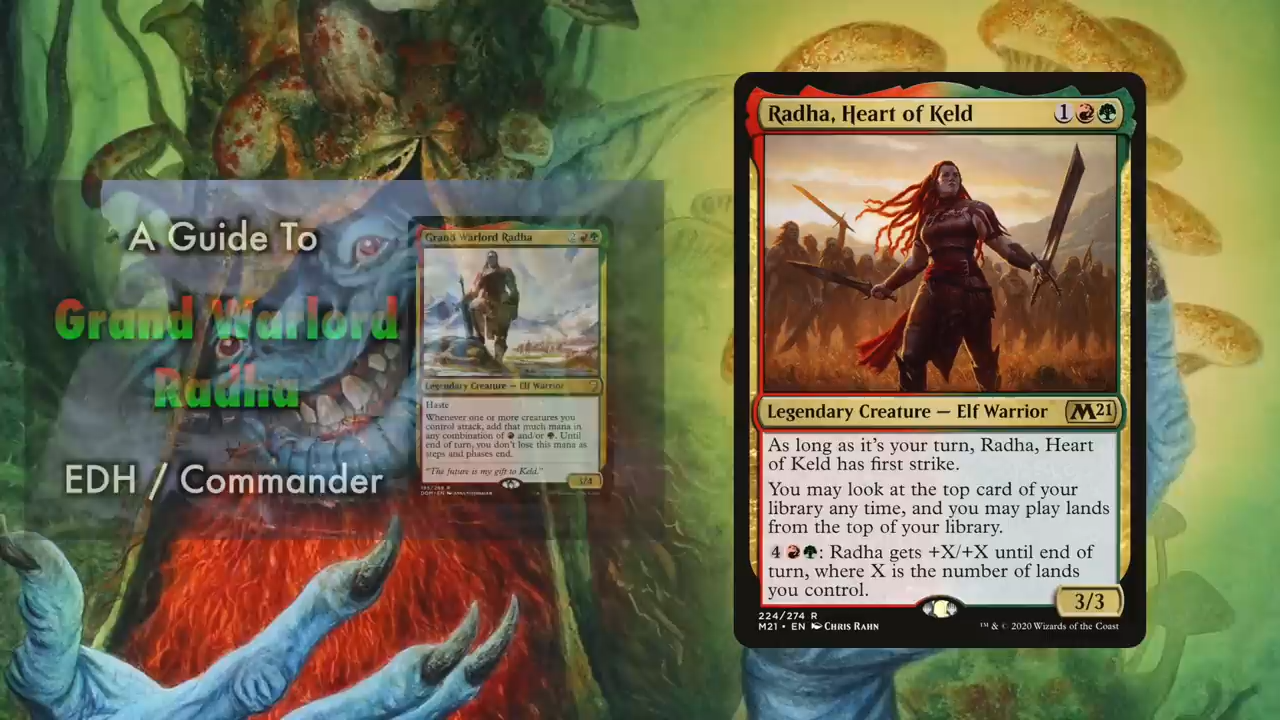 A Guide To
Grand Warlord
Radha
EDH / Commander
Grand Warlord Radha
2
Legendary Creature — Elf Warrior
Haste
Whenever one or more creatures you
control attack, add that much mana in
any combination of and/or . Until
end of turn, you don't lose this mana as
steps and phases end.
"The future is my gift to Keld."
3/4
Radha, Heart of Keld
1
Legendary Creature — Elf Warrior
M21
As long as it's your turn, Radha, Heart
of Keld has first strike.
You may look at the top card of your
library any time, and you may play lands
from the top of your library.
4 : Radha gets +X/+X until end of
turn, where X is the number of lands
you control.
3/3
224/274 R
M21 • EN Chris Rahn
™ & © 2020 Wizards of the Coast